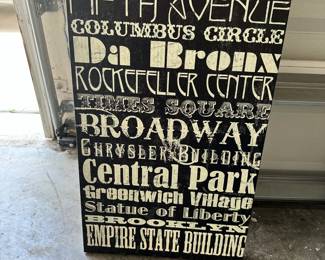 FIFTH AVENUE
COLUMBUS CIRCLE
Da Bronx
ROCKEFELLER CENTER
TIMES SQUARE
BROADWAY
CHRYSLER BUILDING
Central Park
Greenwich Village
Statue of Liberty
BROOKLYN
EMPIRE STATE BUILDING